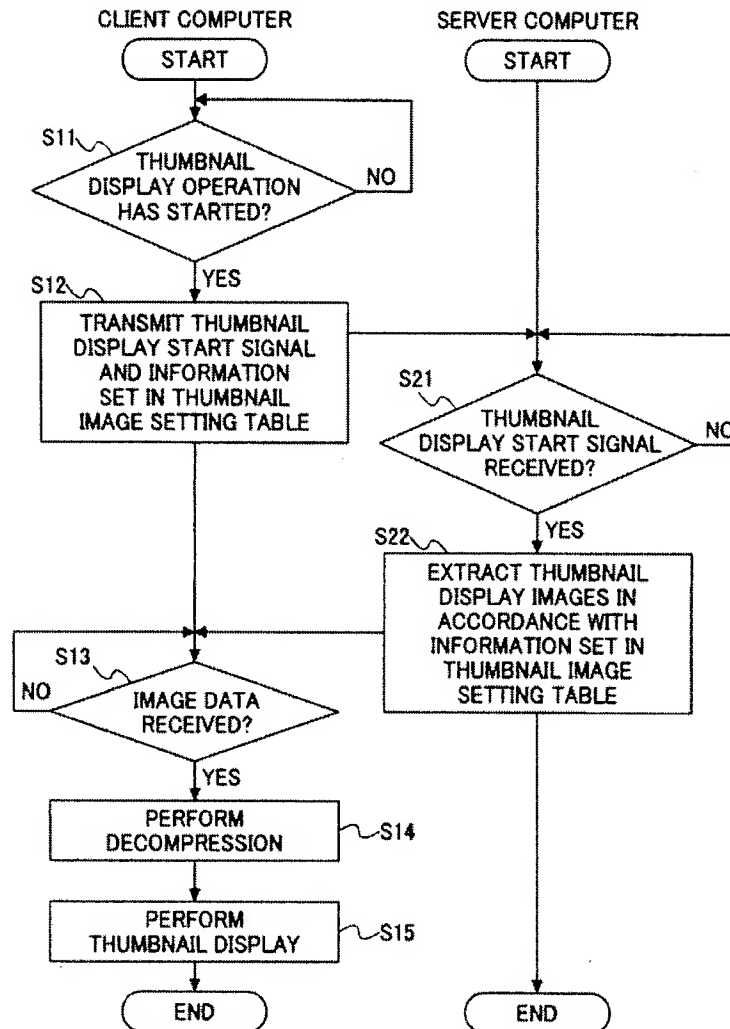 CLIENT COMPUTER
START
S11
THUMBNAIL
DISPLAY OPERATION
HAS STARTED?
NO
YES
S12
TRANSMIT THUMBNAIL
DISPLAY START SIGNAL
AND INFORMATION
SET IN THUMBNAIL
IMAGE SETTING TABLE
S13
NO
IMAGE DATA
RECEIVED?
YES
PERFORM
DECOMPRESSION
S14
PERFORM
THUMBNAIL DISPLAY
S15
END
SERVER COMPUTER
START
S21
THUMBNAIL
DISPLAY START SIGNAL
RECEIVED?
NO
YES
S22
EXTRACT THUMBNAIL
DISPLAY IMAGES IN
ACCORDANCE WITH
INFORMATION SET IN
THUMBNAIL IMAGE
SETTING TABLE
END